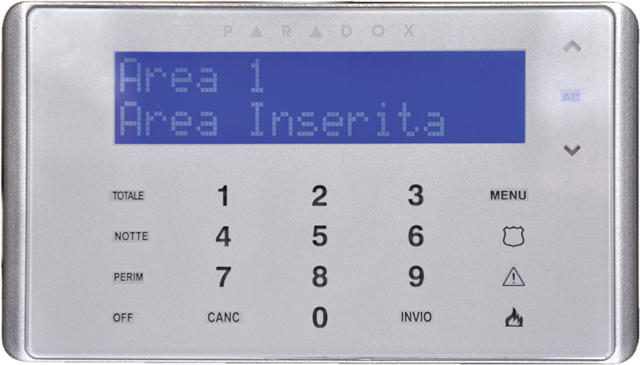 PARADOX
Area 1
Area Inserita
AC
TOTALE 1 2 3 MENU
NOTTE 4 5 6
PERIM 7 8 9
OFF CANC 0 INVIO